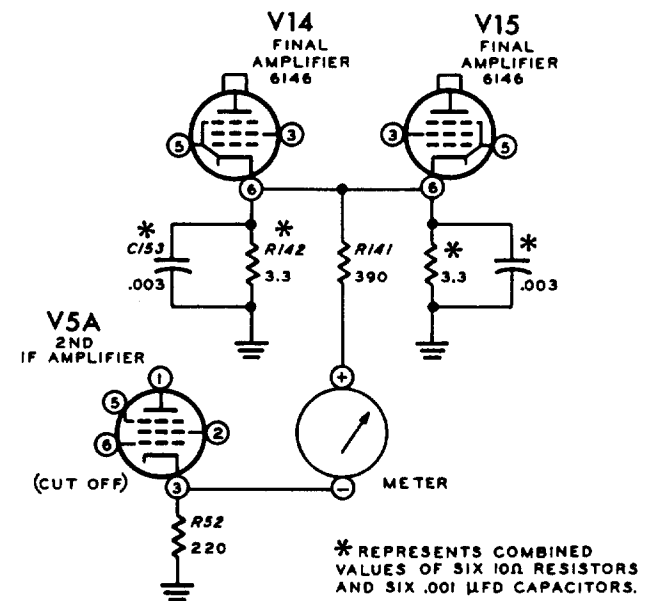 V14
FINAL
AMPLIFIER
6146
V15
FINAL
AMPLIFIER
6146
5
3
3
5
6
6
*
C153
.003
*
R142
3.3
R141
390
*
3.3
*
.003
V5A
2ND
IF AMPLIFIER
1
5
6
2
(CUT OFF)
3
+
-
METER
R52
220
* REPRESENTS COMBINED
VALUES OF SIX 10Ω RESISTORS
AND SIX .001 µFD CAPACITORS.